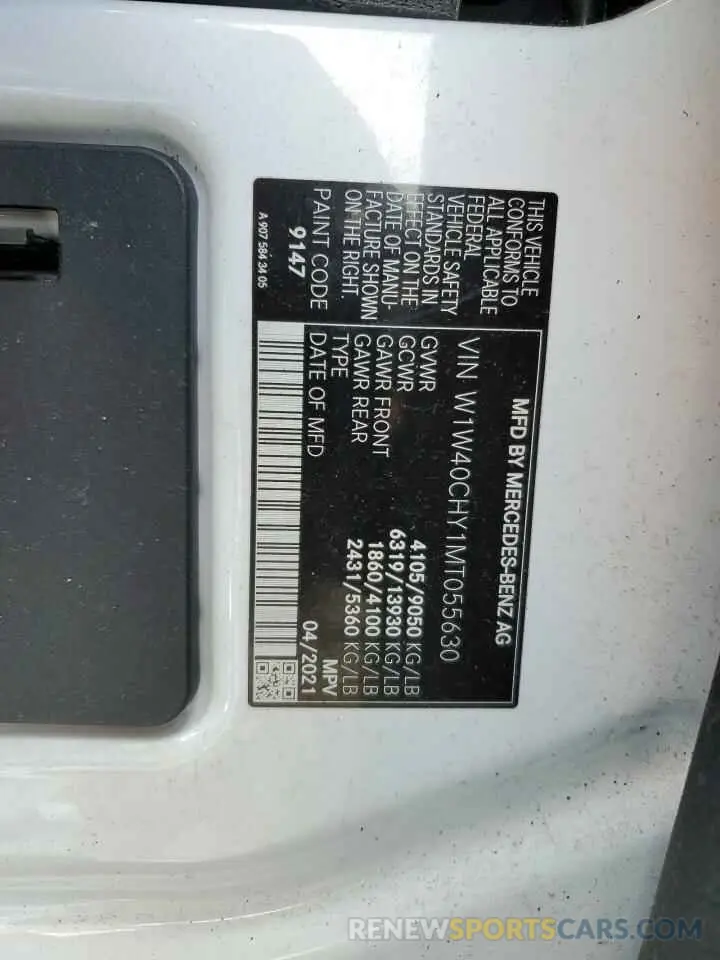 MFD BY MERCEDES-BENZ AG
THIS VEHICLE
CONFORMS TO
ALL APPLICABLE
FEDERAL
VEHICLE SAFETY
STANDARDS IN
EFFECT ON THE
DATE OF MANU-
FACTURE SHOWN
ON THE RIGHT.
PAINT CODE
9147
VIN W1W40CHY1MT055630
GVWR 4105/9050 KG/LB
GCWR 6319/13930 KG/LB
GAWR FRONT 1860/4100 KG/LB
GAWR REAR 2431/5360 KG/LB
TYPE MPV
DATE OF MFD 04/2021
A 907 584 34 05
RENEWSPORTSCARS.COM